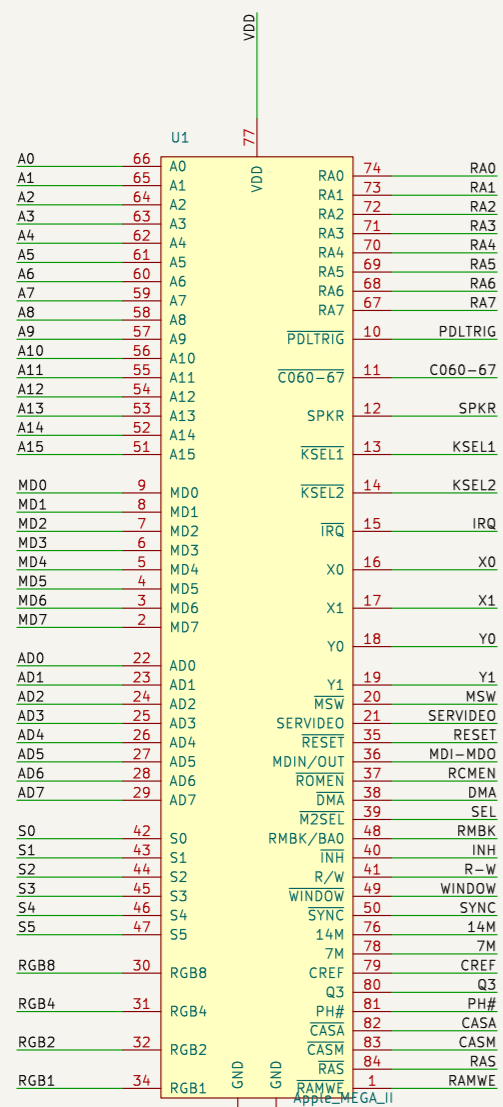 VDD
77
U1
VDD
A0 66 A0
A1 65 A1
A2 64 A2
A3 63 A3
A4 62 A4
A5 61 A5
A6 60 A6
A7 59 A7
A8 58 A8
A9 57 A9
A10 56 A10
A11 55 A11
A12 54 A12
A13 53 A13
A14 52 A14
A15 51 A15
MD0 9 MD0
MD1 8 MD1
MD2 7 MD2
MD3 6 MD3
MD4 5 MD4
MD5 4 MD5
MD6 3 MD6
MD7 2 MD7
AD0 22 AD0
AD1 23 AD1
AD2 24 AD2
AD3 25 AD3
AD4 26 AD4
AD5 27 AD5
AD6 28 AD6
AD7 29 AD7
S0 42 S0
S1 43 S1
S2 44 S2
S3 45 S3
S4 46 S4
S5 47 S5
RGB8 30 RGB8
RGB4 31 RGB4
RGB2 32 RGB2
RGB1 34 RGB1
RA0 74 RA0
RA1 73 RA1
RA2 72 RA2
RA3 71 RA3
RA4 70 RA4
RA5 69 RA5
RA6 68 RA6
RA7 67 RA7
PDLTRIG 10 PDLTRIG
C060-67 11 C060-67
SPKR 12 SPKR
KSEL1 13 KSEL1
KSEL2 14 KSEL2
IRQ 15 IRQ
X0 16 X0
X1 17 X1
Y0 18 Y0
Y1 19 Y1
MSW 20 MSW
SERVIDEO 21 SERVIDEO
RESET 35 RESET
MDIN/OUT 36 MDI-MDO
ROMEN 37 RCMEN
DMA 38 DMA
M2SEL 39 SEL
RMBK/BA0 48 RMBK
INH 40 INH
R/W 41 R-W
WINDOW 49 WINDOW
SYNC 50 SYNC
14M 76 14M
7M 78 7M
CREF 79 CREF
Q3 80 Q3
PH# 81 PH#
CASA 82 CASA
CASM 83 CASM
RAS 84 RAS
RAMWE 1 RAMWE
GND GND
Apple_MEGA_II